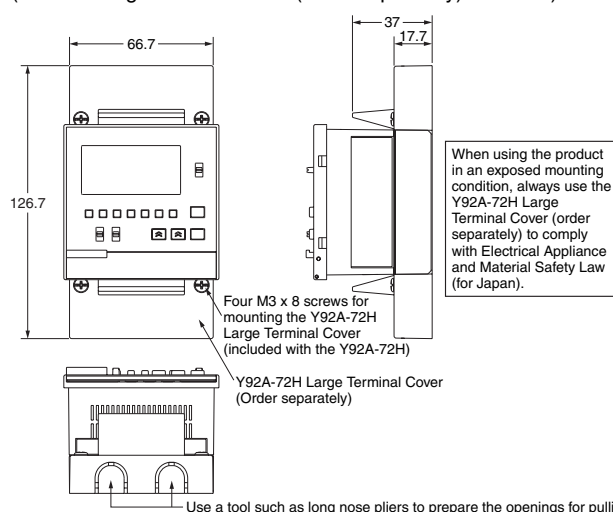 37
17.7
66.7
126.7
When using the product
in an exposed mounting
condition, always use the
Y92A-72H Large
Terminal Cover (order
separately) to comply
with Electrical Appliance
and Material Safety Law
(for Japan).
Four M3 x 8 screws for
mounting the Y92A-72H
Large Terminal Cover
(included with the Y92A-72H)
Y92A-72H Large Terminal Cover
(Order separately)
Use a tool such as long nose pliers to prepare the openings for